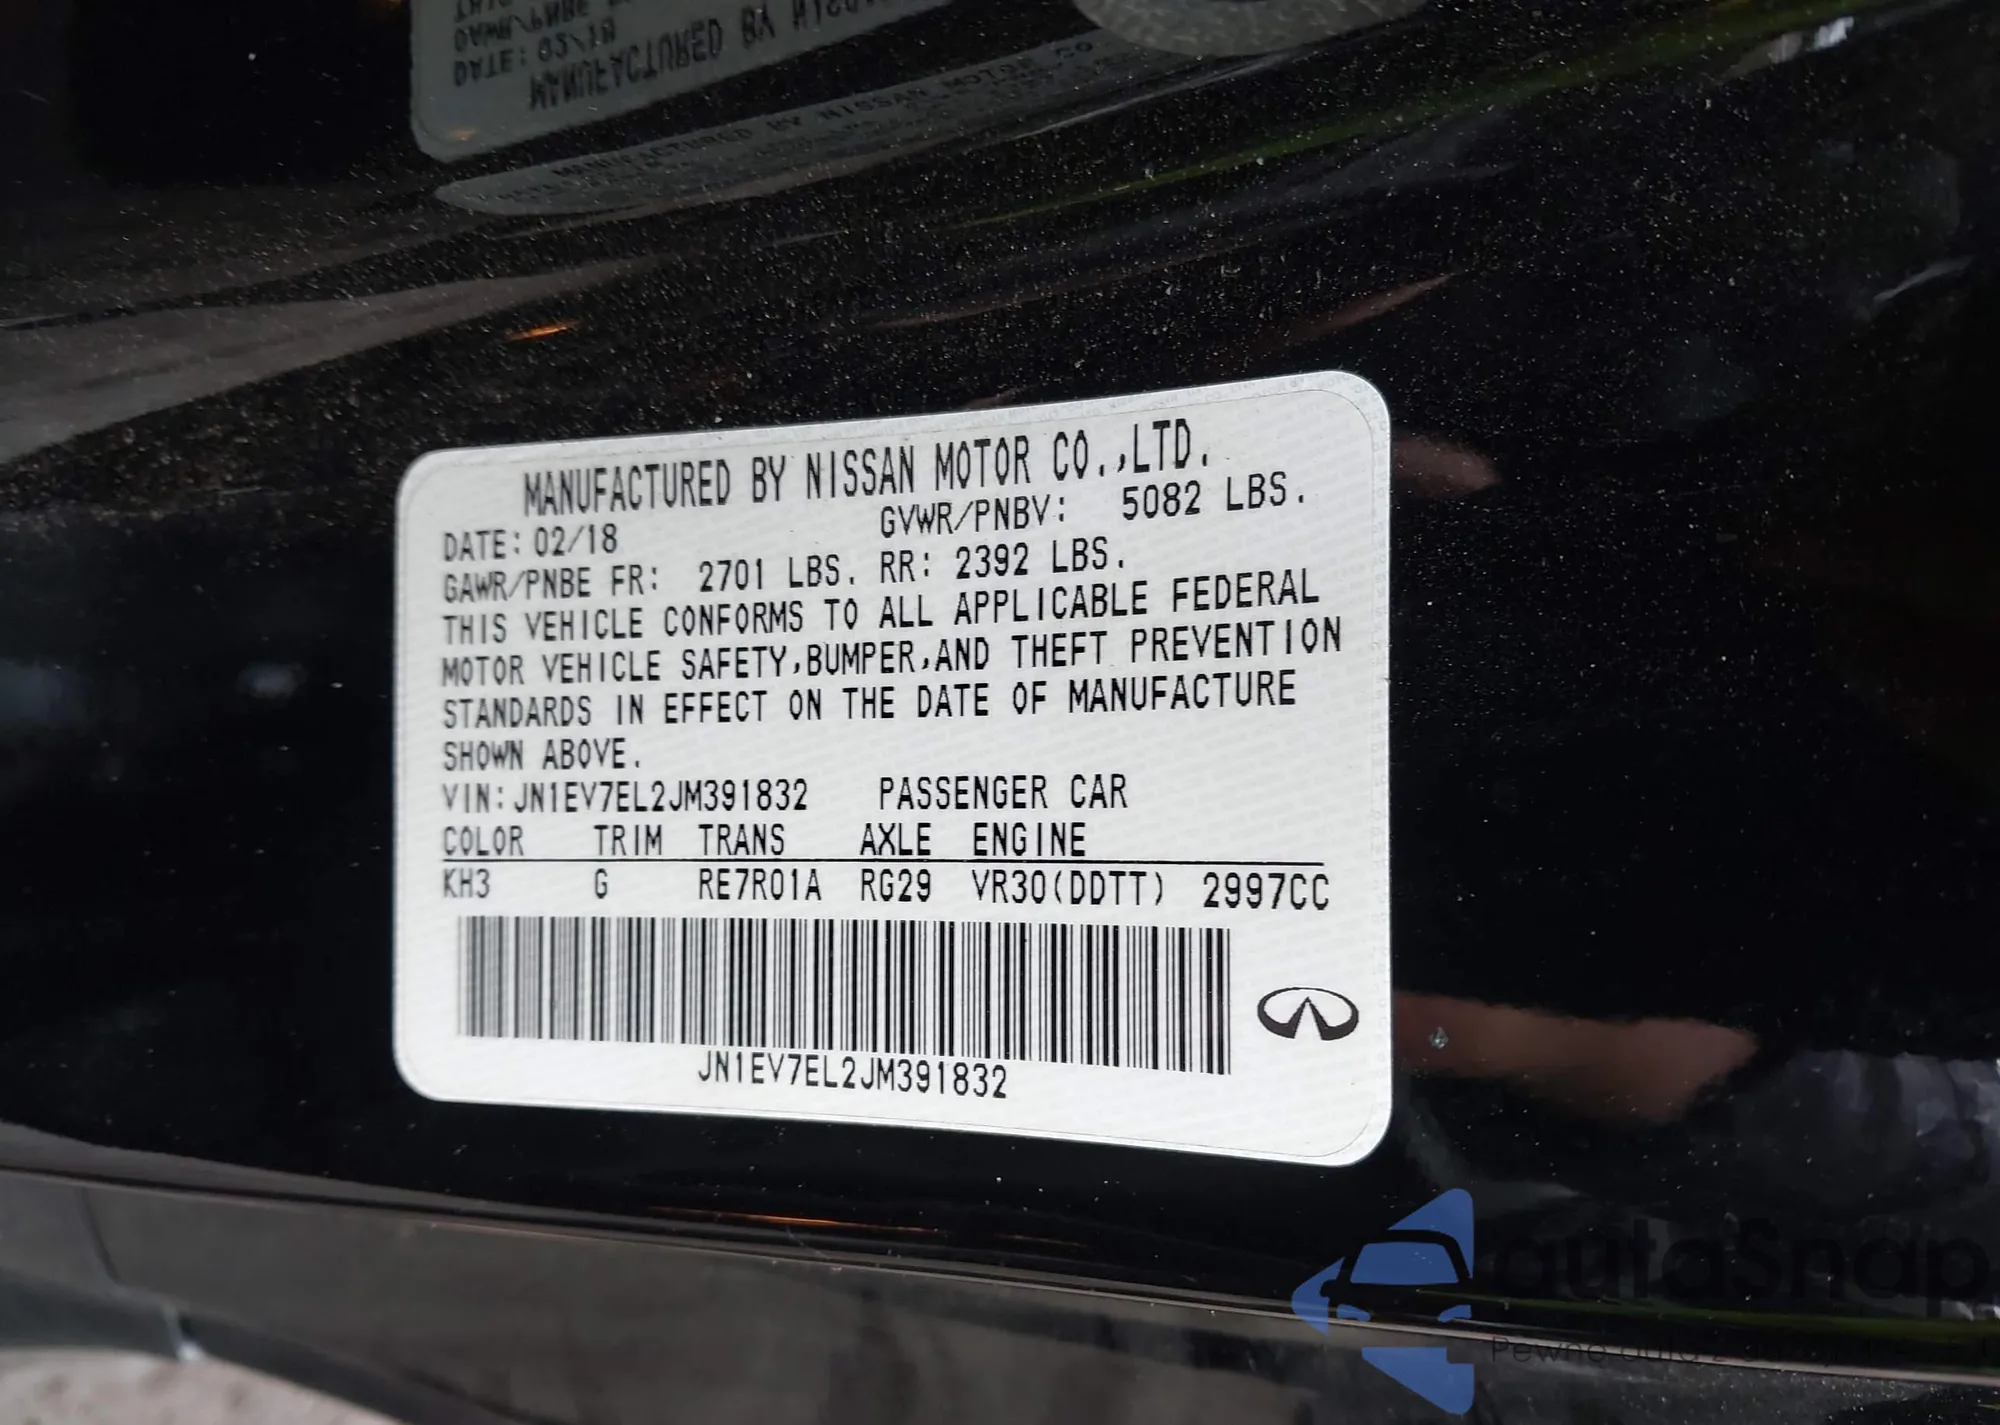 MANUFACTURED BY NISSAN MOTOR CO.,LTD.
DATE: 02/18 GVWR/PNBV: 5082 LBS.
GAWR/PNBE FR: 2701 LBS. RR: 2392 LBS.
THIS VEHICLE CONFORMS TO ALL APPLICABLE FEDERAL
MOTOR VEHICLE SAFETY,BUMPER,AND THEFT PREVENTION
STANDARDS IN EFFECT ON THE DATE OF MANUFACTURE
SHOWN ABOVE.
VIN:JN1EV7EL2JM391832 PASSENGER CAR
COLOR TRIM TRANS AXLE ENGINE
KH3 G RE7R01A RG29 VR30(DDTT) 2997CC
JN1EV7EL2JM391832
autoSnap
Pewne auto z